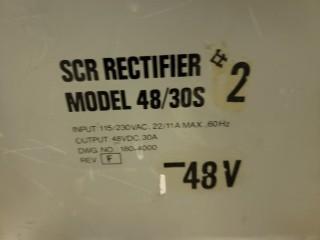 SCR RECTIFIER
MODEL 48/30S
# 2
INPUT: 115/230VAC, 22/11A MAX., 60Hz
OUTPUT: 48VDC, 30A
DWG. NO.: 180-4000
REV. F
-48 V